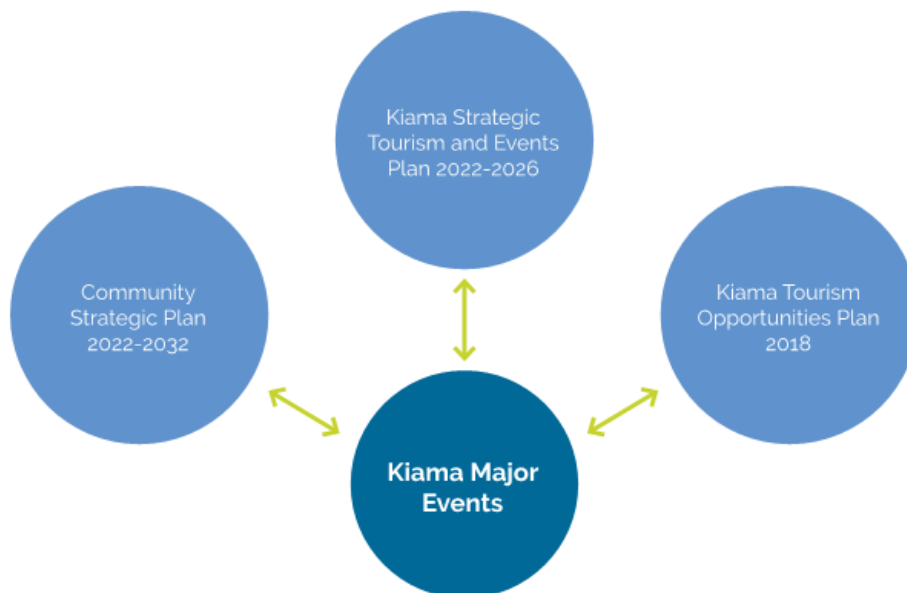 Kiama Strategic
Tourism and Events
Plan 2022-2026
Community
Strategic Plan
2022-2032
Kiama Tourism
Opportunities Plan
2018
Kiama Major
Events